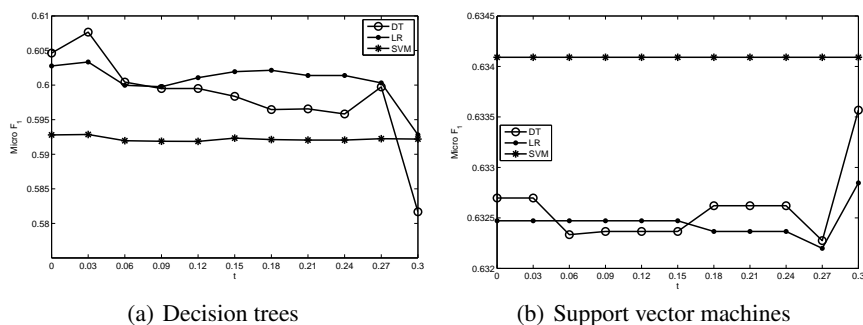 0.61
0.605
0.6
0.595
0.59
0.585
0.58
Micro F1
0 0.03 0.06 0.09 0.12 0.15 0.18 0.21 0.24 0.27 0.3
t
DT
LR
SVM
(a) Decision trees
0.6345
0.634
0.6335
0.633
0.6325
0.632
Micro F1
0 0.03 0.06 0.09 0.12 0.15 0.18 0.21 0.24 0.27 0.3
t
DT
LR
SVM
(b) Support vector machines